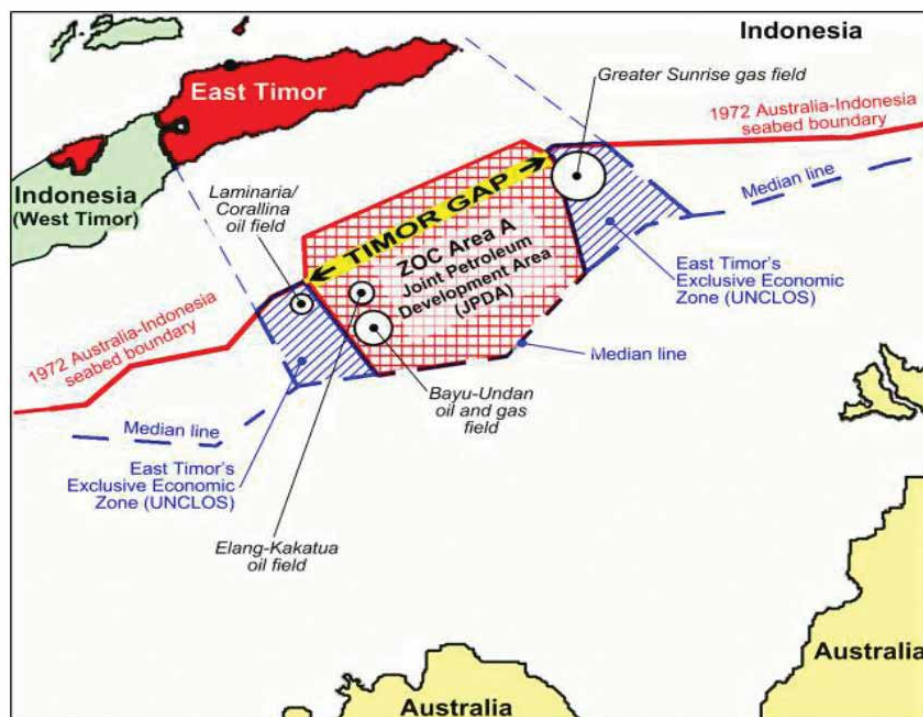 Indonesia
Greater Sunrise gas field
East Timor
1972 Australia-Indonesia
seabed boundary
Indonesia
(West Timor)
Laminaria/
Corallina
oil field
Median line
TIMOR GAP
ZOC Area A
Joint Petroleum
Development Area
(JPDA)
East Timor's
Exclusive Economic
Zone (UNCLOS)
1972 Australia-Indonesia
seabed boundary
Median line
Bayu-Undan
oil and gas
field
Median line
East Timor's
Exclusive Economic
Zone (UNCLOS)
Elang-Kakatua
oil field
Australia
Australia